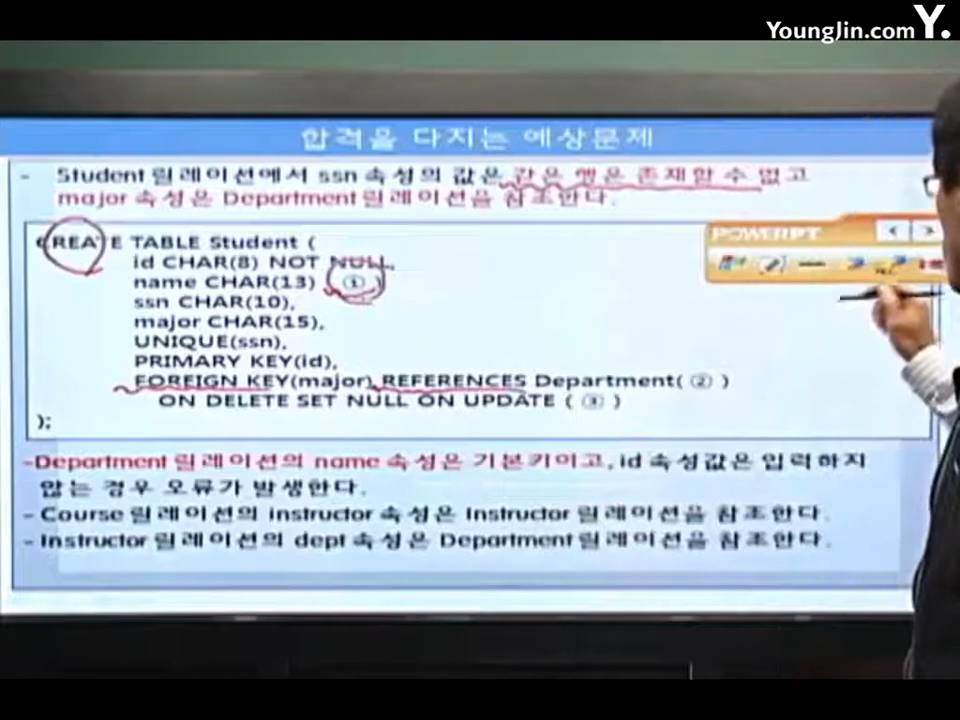 YoungJin.com Y.
합격을 다지는 예상문제
- Student 릴레이션에서 ssn 속성의 값은 같은 행은 존재할 수 없고
major 속성은 Department 릴레이션을 참조한다.
CREATE TABLE Student (
id CHAR(8) NOT NULL,
name CHAR(13) ( ① )
ssn CHAR(10),
major CHAR(15),
UNIQUE(ssn),
PRIMARY KEY(id),
FOREIGN KEY(major) REFERENCES Department( ② )
ON DELETE SET NULL ON UPDATE ( ③ )
);
-Department 릴레이션의 name 속성은 기본키이고, id 속성값은 입력하지
않는 경우 오류가 발생한다.
- Course 릴레이션의 instructor 속성은 Instructor 릴레이션을 참조한다.
- Instructor 릴레이션의 dept 속성은 Department 릴레이션을 참조한다.
POWERPT